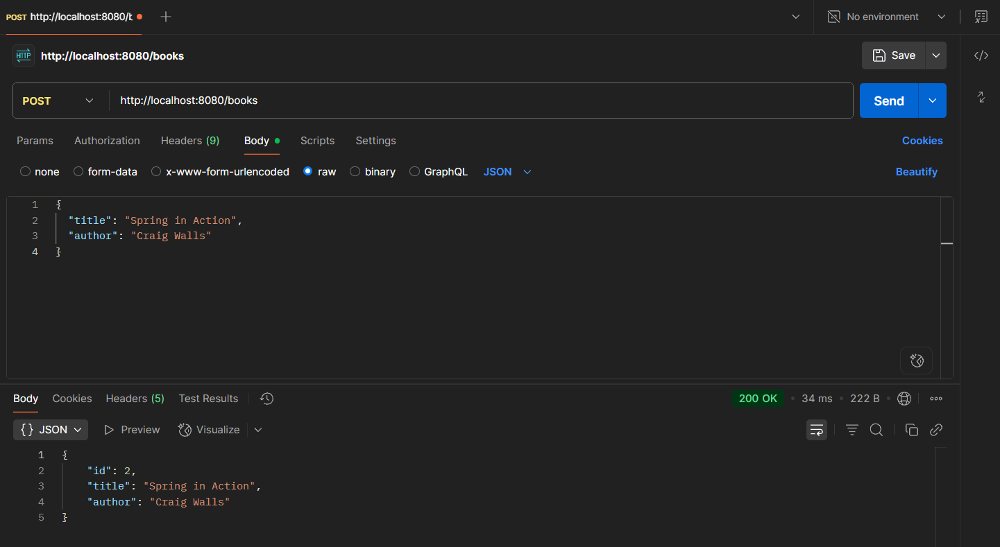 POST http://localhost:8080/b
No environment
HTTP http://localhost:8080/books
Save
POST http://localhost:8080/books
Send
Params Authorization Headers (9) Body Scripts Settings Cookies
none form-data x-www-form-urlencoded raw binary GraphQL JSON Beautify
1 {
2 "title": "Spring in Action",
3 "author": "Craig Walls"
4 }
Body Cookies Headers (5) Test Results 200 OK 34 ms 222 B
{} JSON Preview Visualize
1 {
2 "id": 2,
3 "title": "Spring in Action",
4 "author": "Craig Walls"
5 }